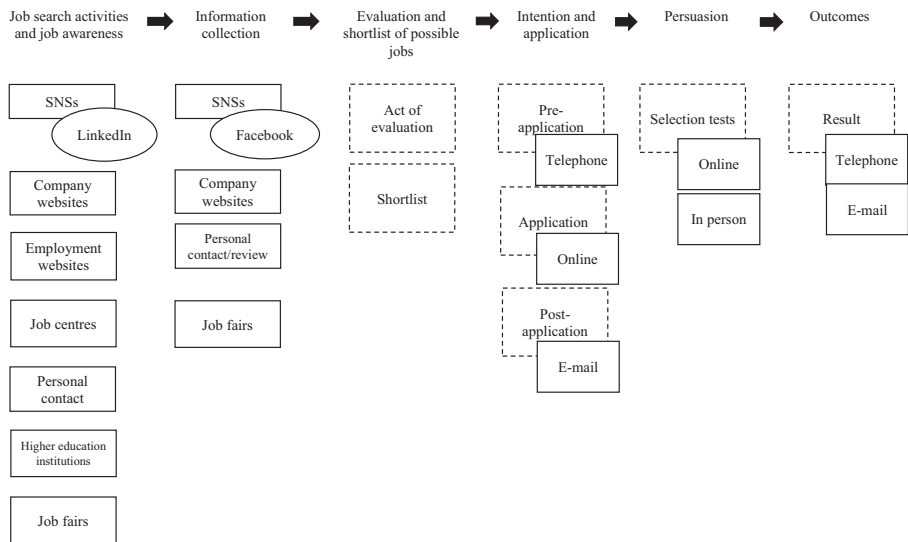 Job search activities
and job awareness
Information
collection
Evaluation and
shortlist of possible
jobs
Intention and
application
Persuasion
Outcomes
SNSs
LinkedIn
Company
websites
Employment
websites
Job centres
Personal
contact
Higher education
institutions
Job fairs
SNSs
Facebook
Company
websites
Personal
contact/review
Job fairs
Act of
evaluation
Shortlist
Pre-
application
Telephone
Application
Online
Post-
application
E-mail
Selection tests
Online
In person
Result
Telephone
E-mail